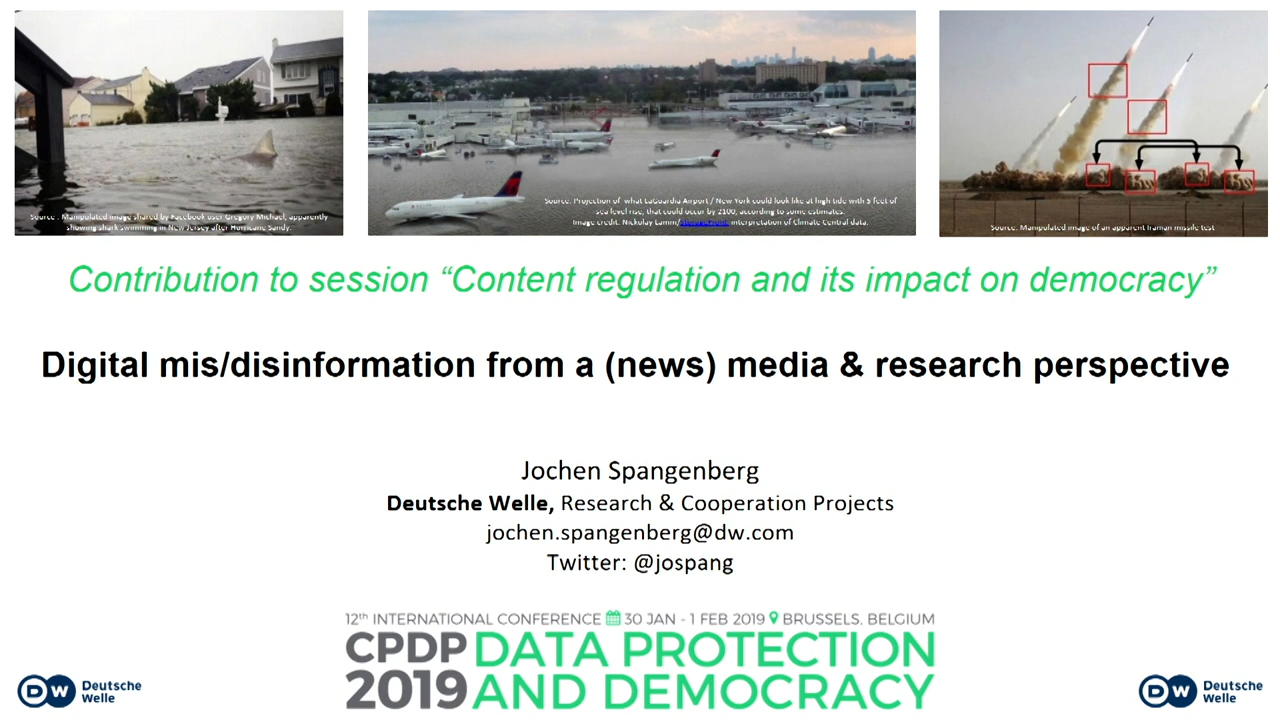 Source : Manipulated image shared by Facebook user Gregory Michael, apparently
showing shark swimming in New Jersey after Hurricane Sandy.
Source: Projection of what LaGuardia Airport / New York could look like at high tide with 5 feet of
sea level rise, that could occur by 2100, according to some estimates.
Image credit: Nickolay Lamm/StorageFront; interpretation of Climate Central data.
Source: Manipulated image of an apparent Iranian missile test
Contribution to session “Content regulation and its impact on democracy”
Digital mis/disinformation from a (news) media & research perspective
Jochen Spangenberg
Deutsche Welle, Research & Cooperation Projects
jochen.spangenberg@dw.com
Twitter: @jospang
12th INTERNATIONAL CONFERENCE 30 JAN - 1 FEB 2019 BRUSSELS, BELGIUM
CPDP DATA PROTECTION
2019 AND DEMOCRACY
DW Deutsche
Welle
DW Deutsche
Welle